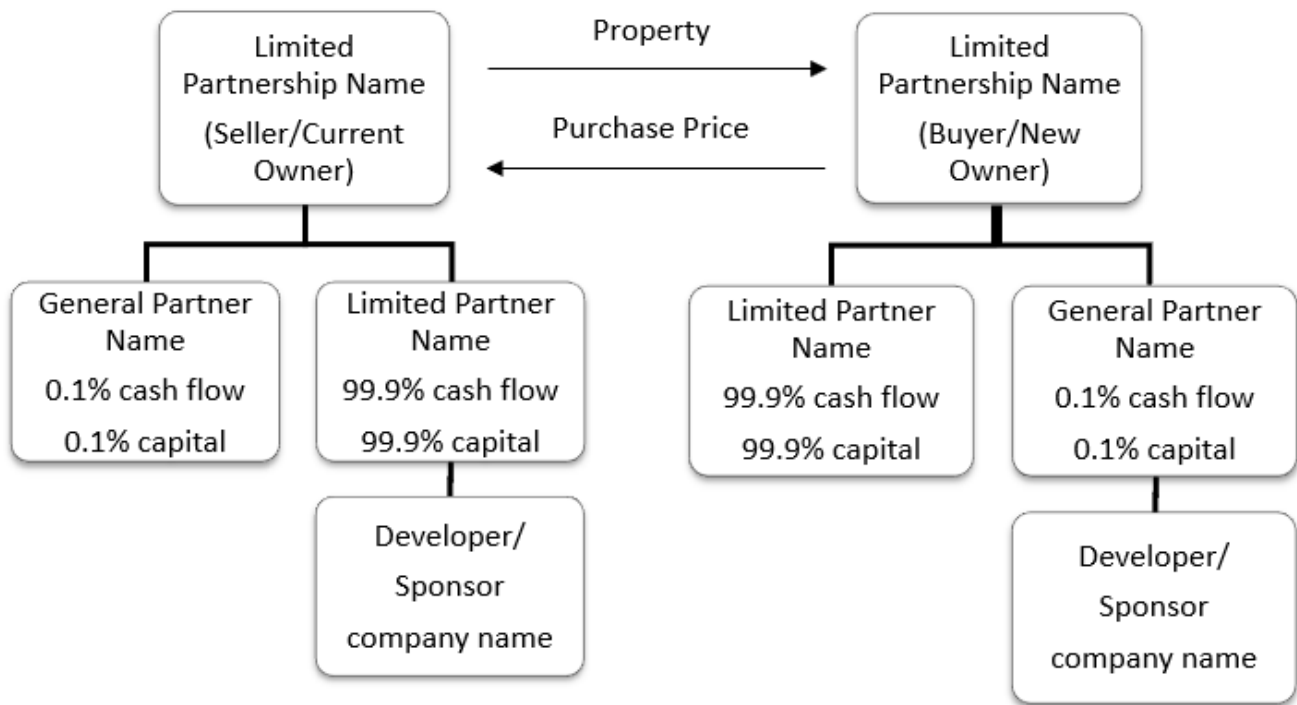 Limited
Partnership Name
(Seller/Current
Owner)
Property
Purchase Price
Limited
Partnership Name
(Buyer/New
Owner)
General Partner
Name
0.1% cash flow
0.1% capital
Limited Partner
Name
99.9% cash flow
99.9% capital
Limited Partner
Name
99.9% cash flow
99.9% capital
General Partner
Name
0.1% cash flow
0.1% capital
Developer/
Sponsor
company name
Developer/
Sponsor
company name